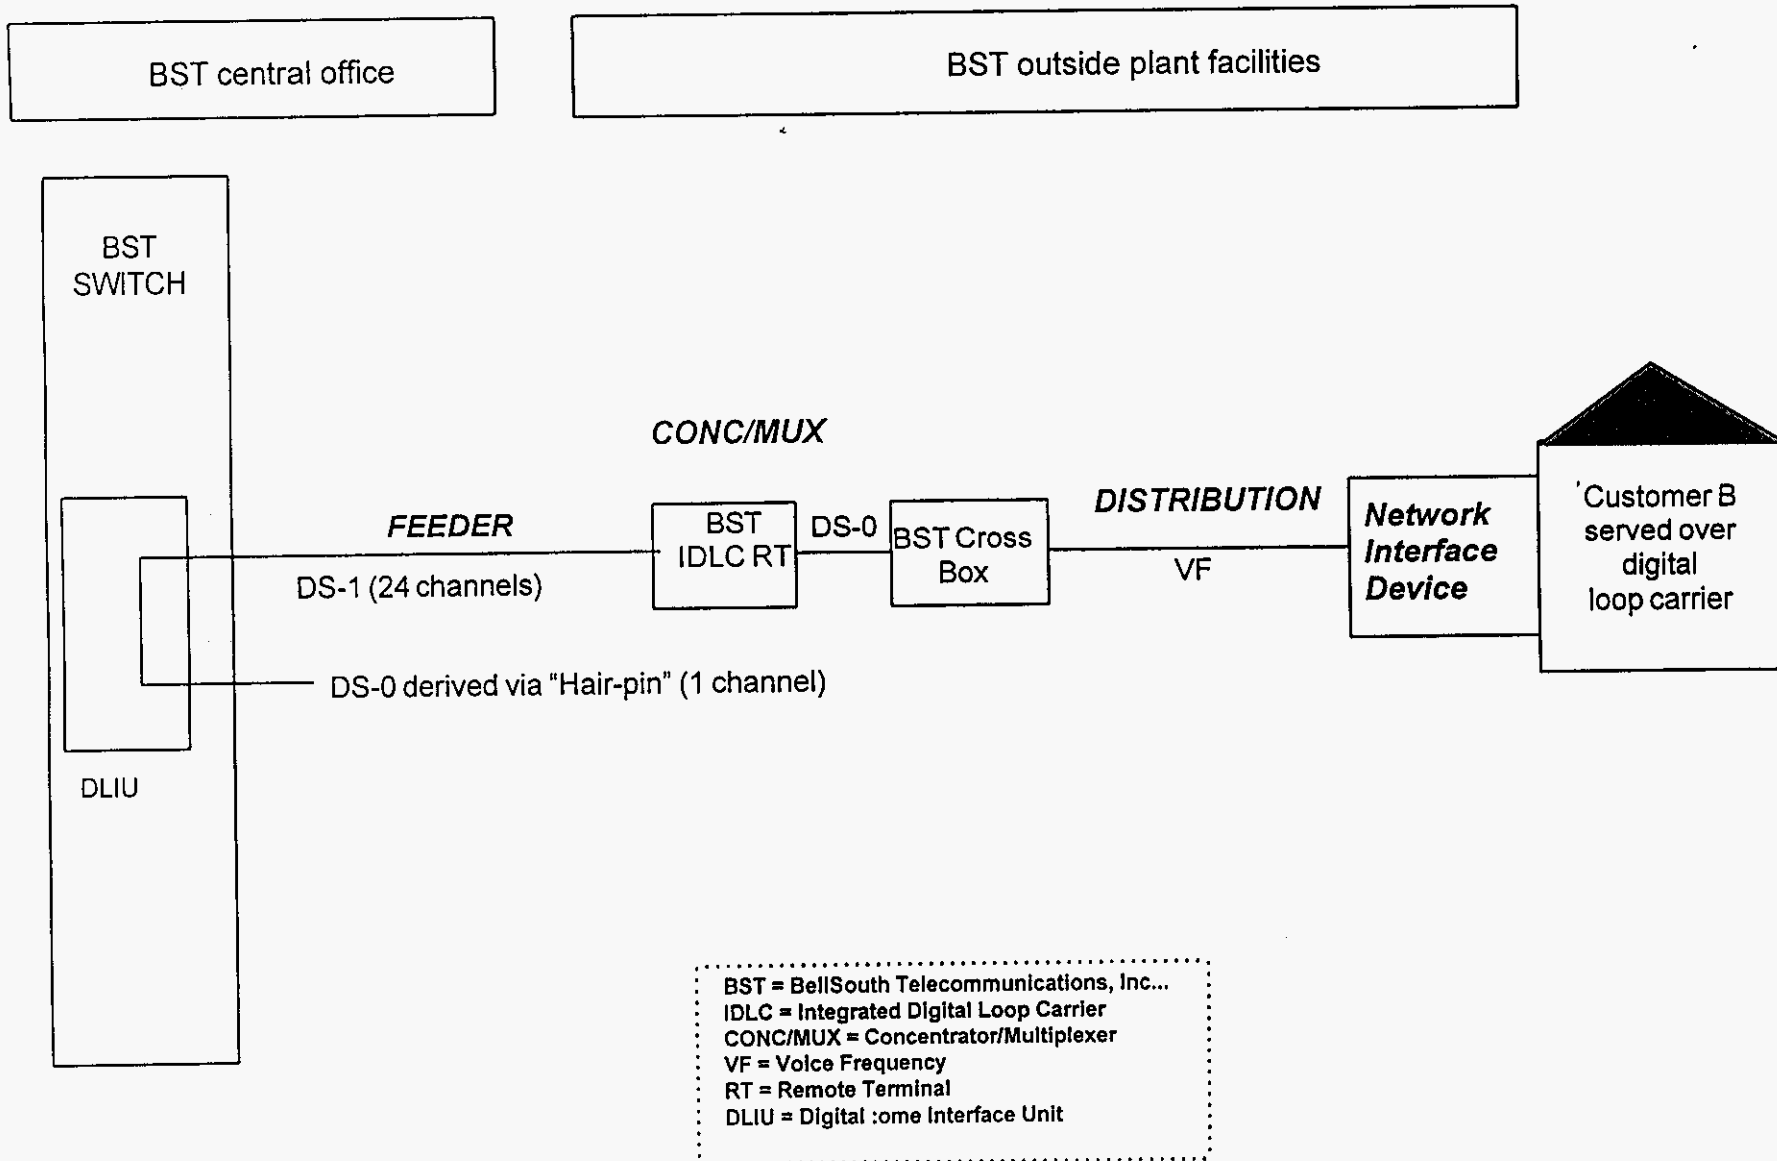 BST central office
BST outside plant facilities
BST
SWITCH
CONC/MUX
FEEDER
DS-1 (24 channels)
BST
IDLC RT
DS-0
BST Cross
Box
DISTRIBUTION
VF
Network
Interface
Device
Customer B
served over
digital
loop carrier
DS-0 derived via “Hair-pin” (1 channel)
DLIU
BST = BellSouth Telecommunications, Inc...
IDLC = Integrated Digital Loop Carrier
CONC/MUX = Concentrator/Multiplexer
VF = Voice Frequency
RT = Remote Terminal
DLIU = Digital :ome Interface Unit